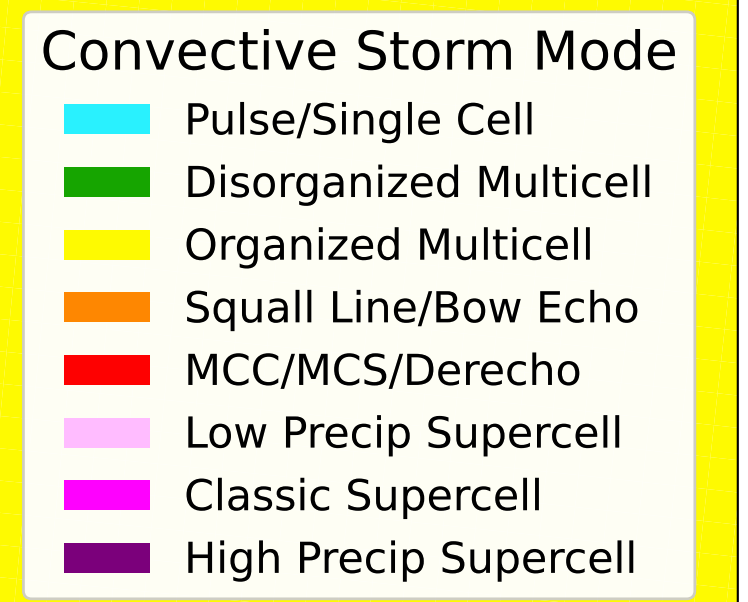 Convective Storm Mode
Pulse/Single Cell
Disorganized Multicell
Organized Multicell
Squall Line/Bow Echo
MCC/MCS/Derecho
Low Precip Supercell
Classic Supercell
High Precip Supercell